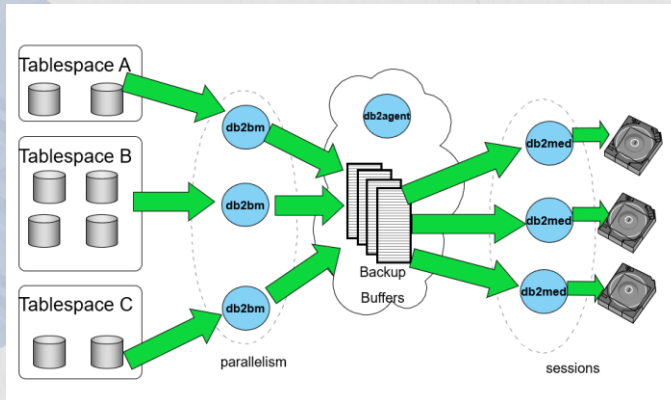 Tablespace A
Tablespace B
Tablespace C
db2bm
db2bm
db2bm
parallelism
db2agent
Backup
Buffers
db2med
db2med
db2med
sessions